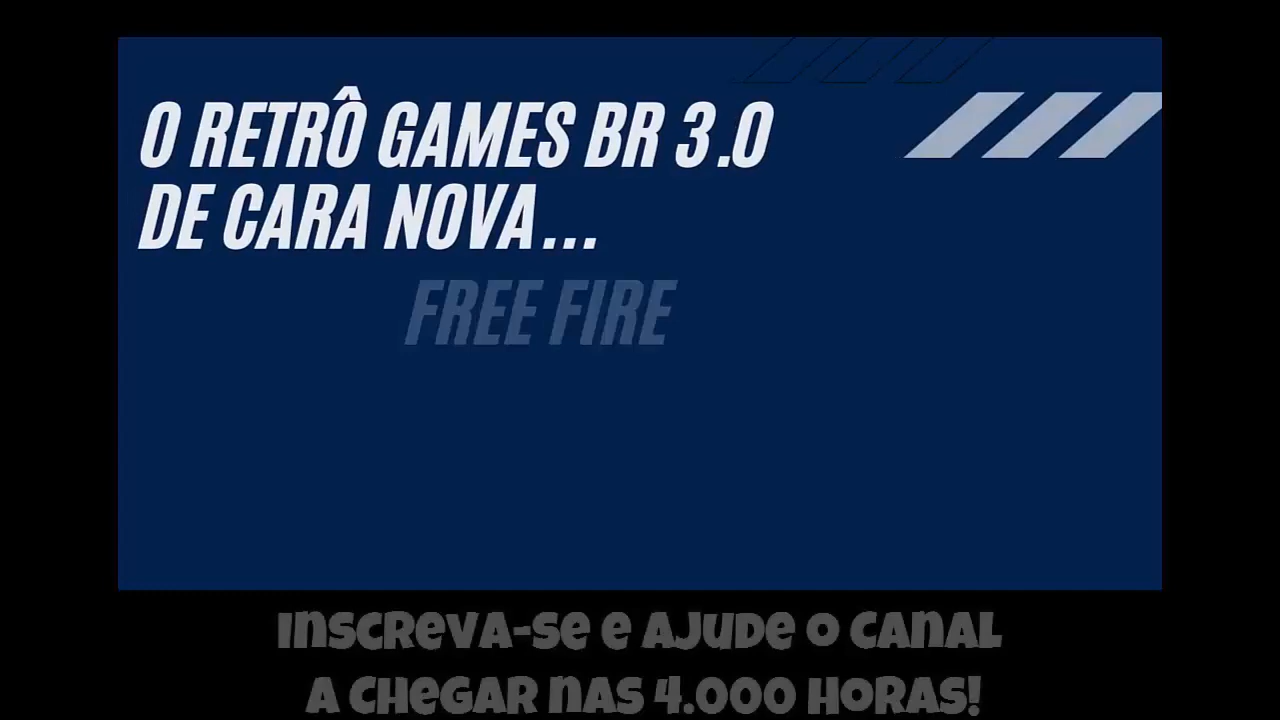 O RETRÔ GAMES BR 3.0
DE CARA NOVA...
FREE FIRE
INSCREVA-SE E AJUDE O CANAL
A CHEGAR NAS 4.000 HORAS!